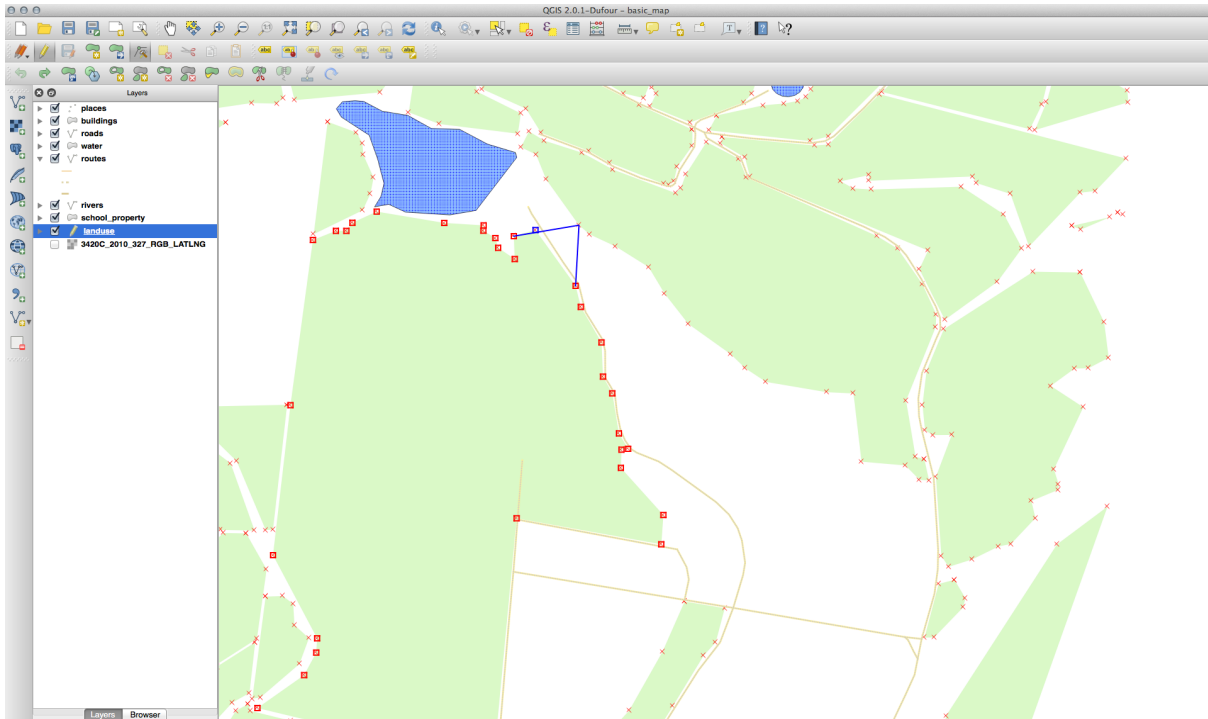 QGIS 2.0.1-Dufour - basic_map
Layers
places
buildings
roads
water
routes
rivers
school_property
landuse
3420C_2010_327_RGB_LATLNG
Layers Browser